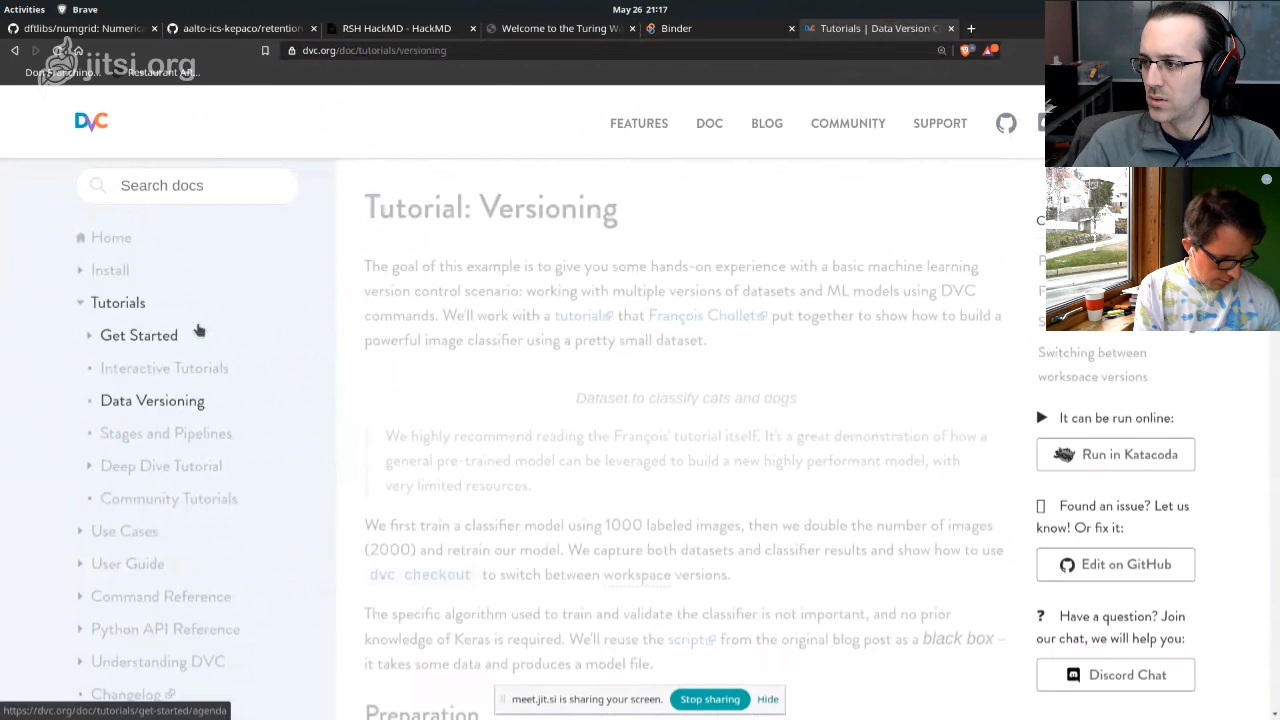 Activities Brave May 26 21:17
dftlibs/numgrid: Numerica × aalto-ics-kepaco/retention × RSH HackMD - HackMD × Welcome to the Turing Wa × Binder × Tutorials | Data Version C × +
dvc.org/doc/tutorials/versioning
Don Franchino... Restaurant AR...
jitsi.org
DVC
FEATURES DOC BLOG COMMUNITY SUPPORT
Search docs
Home
Install
Tutorials
Get Started
Interactive Tutorials
Data Versioning
Stages and Pipelines
Deep Dive Tutorial
Community Tutorials
Use Cases
User Guide
Command Reference
Python API Reference
Understanding DVC
Changelog
https://dvc.org/doc/tutorials/get-started/agenda
Tutorial: Versioning
The goal of this example is to give you some hands-on experience with a basic machine learning
version control scenario: working with multiple versions of datasets and ML models using DVC
commands. We'll work with a tutorial that François Chollet put together to show how to build a
powerful image classifier using a pretty small dataset.
Dataset to classify cats and dogs
We highly recommend reading the François' tutorial itself. It's a great demonstration of how a
general pre-trained model can be leveraged to build a new highly performant model, with
very limited resources.
We first train a classifier model using 1000 labeled images, then we double the number of images
(2000) and retrain our model. We capture both datasets and classifier results and show how to use
dvc checkout to switch between workspace versions.
The specific algorithm used to train and validate the classifier is not important, and no prior
knowledge of Keras is required. We'll reuse the script from the original blog post as a black box –
it takes some data and produces a model file.
Preparation
meet.jit.si is sharing your screen. Stop sharing Hide
Switching between
workspace versions
It can be run online:
Run in Katacoda
Found an issue? Let us
know! Or fix it:
Edit on GitHub
Have a question? Join
our chat, we will help you:
Discord Chat